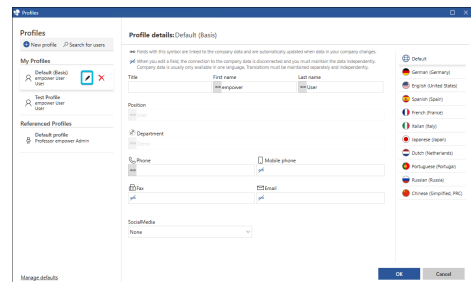 Profiles
Profiles
New profile
Search for users
My Profiles
Default (Basis)
empower User
User
Test Profile
empower User
User
Referenced Profiles
Default profile
Professor empower Admin
Manage defaults
Profile details: Default (Basis)
Fields with this symbol are linked to the company data and are automatically updated when data in your company changes.
When you edit a field, the connection to the company data is disconnected and you must maintain the data independently.
Company data is usually only available in one language. Translations must be maintained separately and independently.
Title
First name
Last name
empower
User
Position
Department
Phone
Mobile phone
Fax
Email
SocialMedia
None
Default
German (Germany)
English (United States)
Spanish (Spain)
French (France)
Italian (Italy)
Japanese (Japan)
Dutch (Netherlands)
Portuguese (Portugal)
Russian (Russia)
Chinese (Simplified, PRC)
OK
Cancel